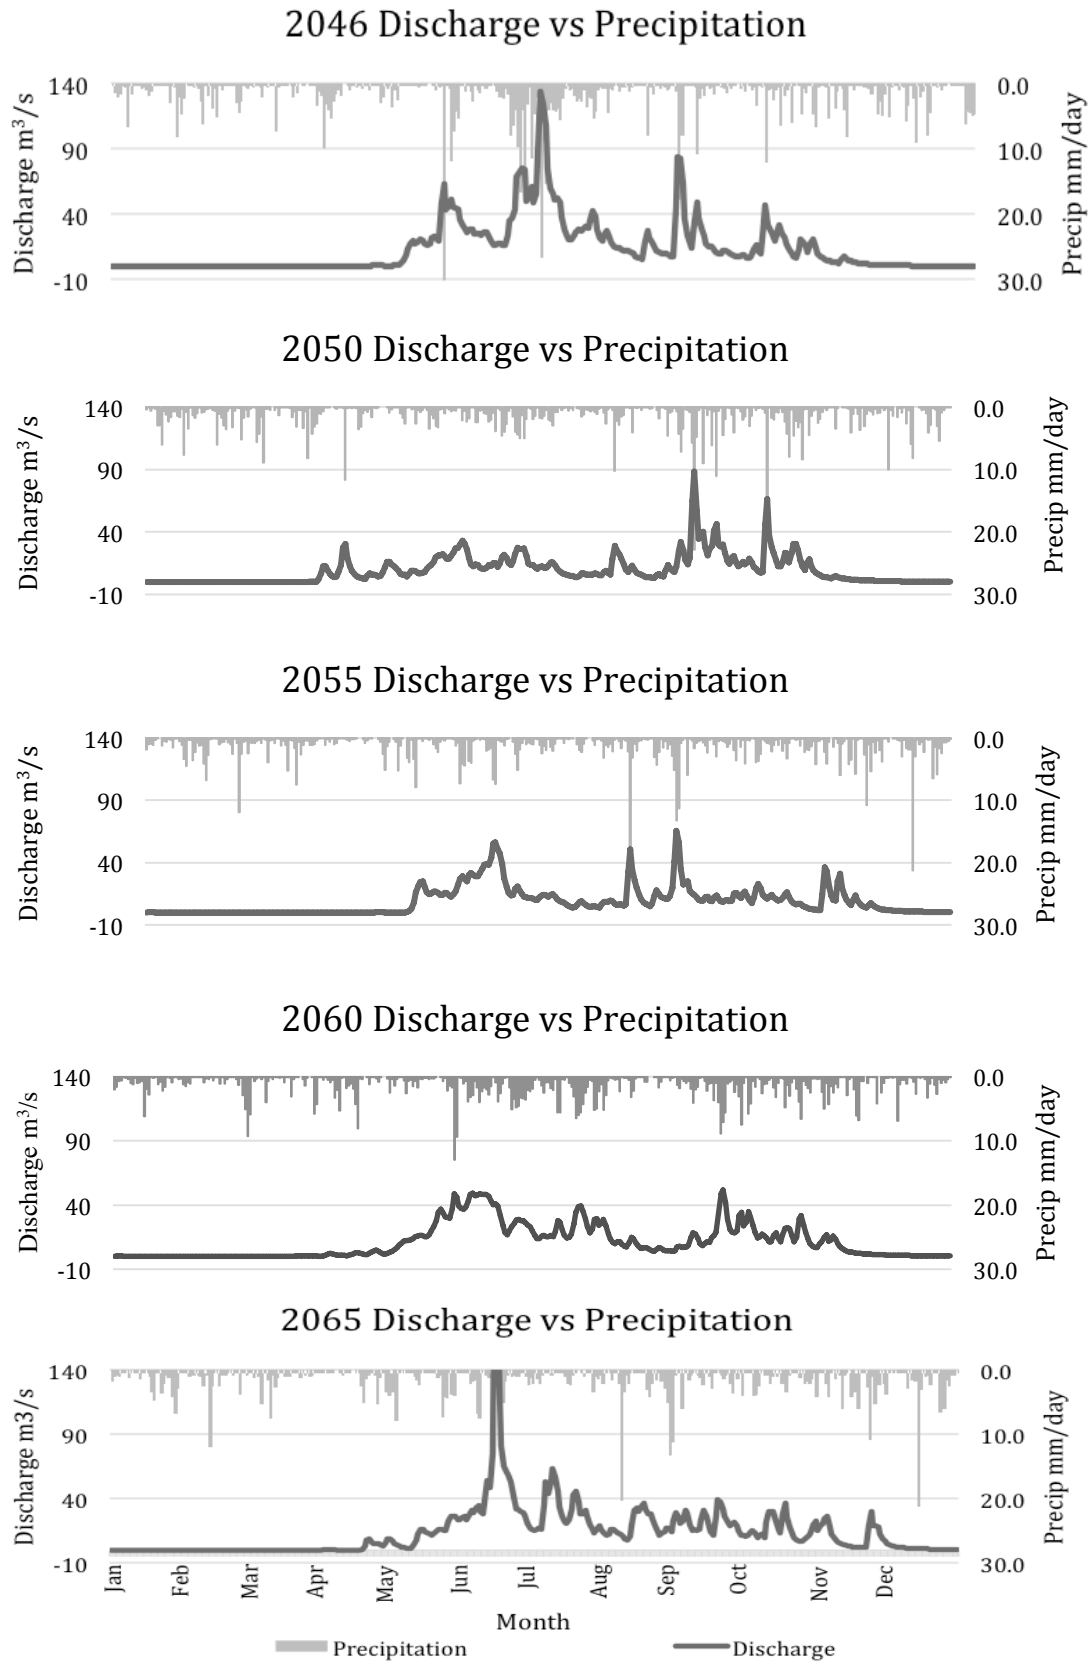 2046 Discharge vs Precipitation
Discharge m³/s
140
90
40
-10
0.0
10.0
20.0
30.0
Precip mm/day
2050 Discharge vs Precipitation
Discharge m³/s
140
90
40
-10
0.0
10.0
20.0
30.0
Precip mm/day
2055 Discharge vs Precipitation
Discharge m³/s
140
90
40
-10
0.0
10.0
20.0
30.0
Precip mm/day
2060 Discharge vs Precipitation
Discharge m³/s
140
90
40
-10
0.0
10.0
20.0
30.0
Precip mm/day
2065 Discharge vs Precipitation
Discharge m3/s
140
90
40
-10
0.0
10.0
20.0
30.0
Precip mm/day
Jan Feb Mar Apr May Jun Jul Aug Sep Oct Nov Dec
Month
Precipitation Discharge